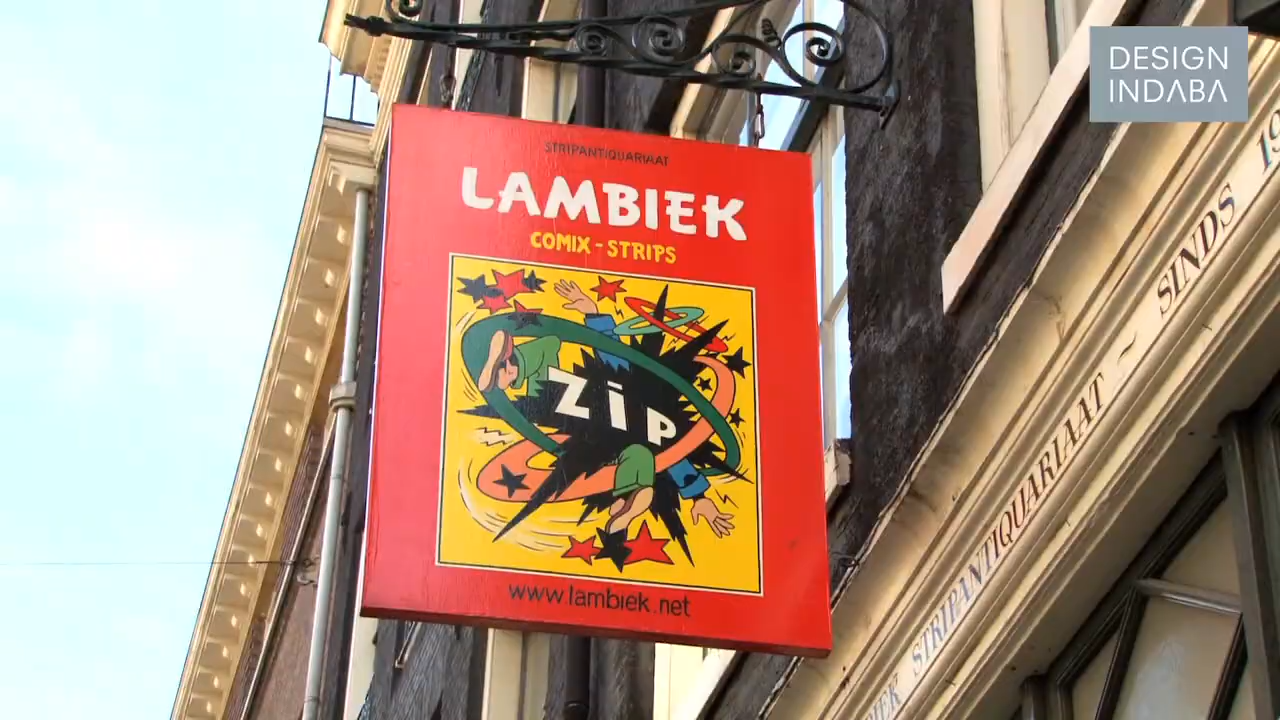 DESIGN
INDABA
STRIPANTIQUARIAAT
LAMBIEK
COMIX - STRIPS
ZiP
www.lambiek.net
STRIPANTIQUARIAAT ~ SINDS